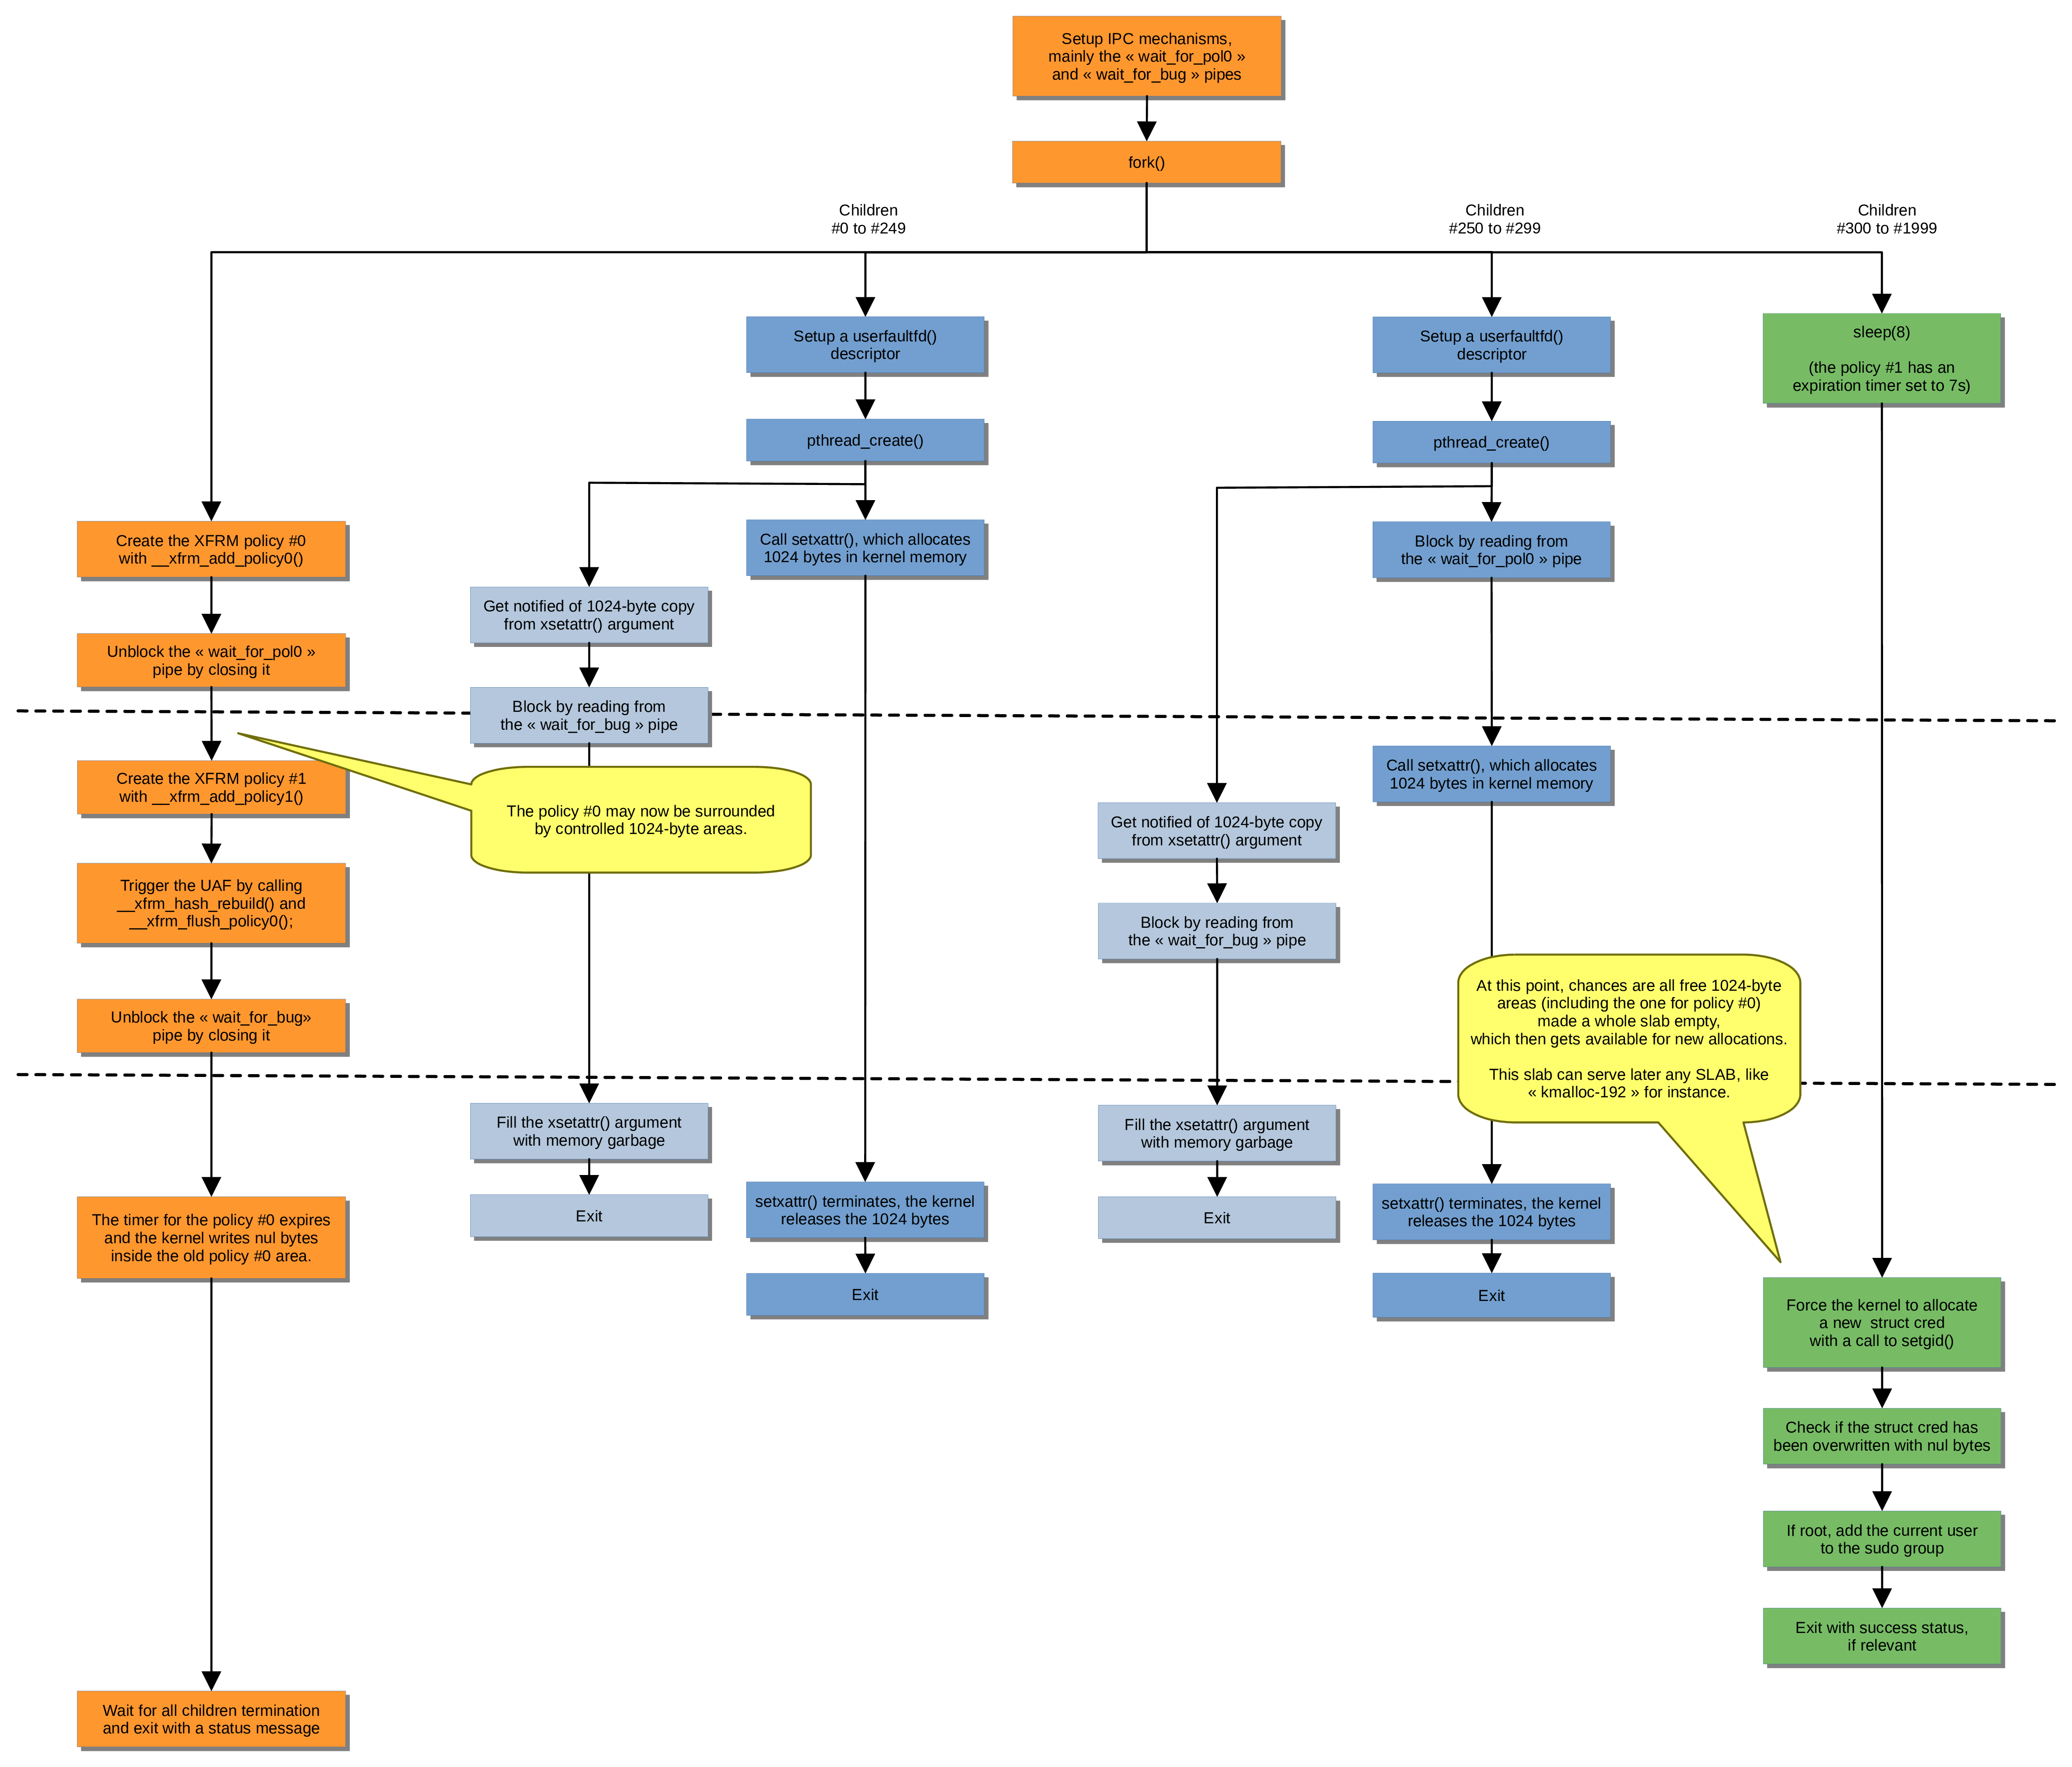 Setup IPC mechanisms,
mainly the « wait_for_pol0 »
and « wait_for_bug » pipes
fork()
Children
#0 to #249
Children
#250 to #299
Children
#300 to #1999
Create the XFRM policy #0
with __xfrm_add_policy0()
Unblock the « wait_for_pol0 »
pipe by closing it
Create the XFRM policy #1
with __xfrm_add_policy1()
Trigger the UAF by calling
__xfrm_hash_rebuild() and
__xfrm_flush_policy0();
Unblock the « wait_for_bug»
pipe by closing it
The timer for the policy #0 expires
and the kernel writes nul bytes
inside the old policy #0 area.
Wait for all children termination
and exit with a status message
Setup a userfaultfd()
descriptor
pthread_create()
Get notified of 1024-byte copy
from xsetattr() argument
Block by reading from
the « wait_for_bug » pipe
The policy #0 may now be surrounded
by controlled 1024-byte areas.
Fill the xsetattr() argument
with memory garbage
Exit
Call setxattr(), which allocates
1024 bytes in kernel memory
setxattr() terminates, the kernel
releases the 1024 bytes
Exit
Setup a userfaultfd()
descriptor
pthread_create()
Get notified of 1024-byte copy
from xsetattr() argument
Block by reading from
the « wait_for_bug » pipe
Fill the xsetattr() argument
with memory garbage
Exit
Block by reading from
the « wait_for_pol0 » pipe
Call setxattr(), which allocates
1024 bytes in kernel memory
setxattr() terminates, the kernel
releases the 1024 bytes
Exit
sleep(8)
(the policy #1 has an
expiration timer set to 7s)
At this point, chances are all free 1024-byte
areas (including the one for policy #0)
made a whole slab empty,
which then gets available for new allocations.
This slab can serve later any SLAB, like
« kmalloc-192 » for instance.
Force the kernel to allocate
a new  struct cred
with a call to setgid()
Check if the struct cred has
been overwritten with nul bytes
If root, add the current user
to the sudo group
Exit with success status,
if relevant